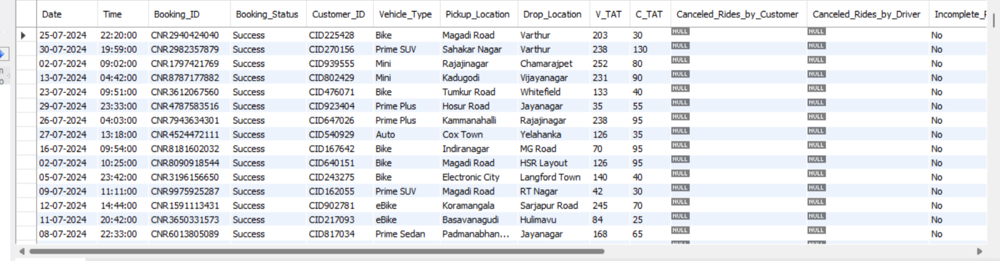 Date Time Booking_ID Booking_Status Customer_ID Vehicle_Type Pickup_Location Drop_Location V_TAT C_TAT Canceled_Rides_by_Customer Canceled_Rides_by_Driver Incomplete_
25-07-2024 22:20:00 CNR2940424040 Success CID225428 Bike Magadi Road Varthur 203 30 NULL NULL No
30-07-2024 19:59:00 CNR2982357879 Success CID270156 Prime SUV Sahakar Nagar Varthur 238 130 NULL NULL No
02-07-2024 09:02:00 CNR1797421769 Success CID939555 Mini Rajajinagar Chamarajpet 252 80 NULL NULL No
13-07-2024 04:42:00 CNR8787177882 Success CID802429 Mini Kadugodi Vijayanagar 231 90 NULL NULL No
23-07-2024 09:51:00 CNR3612067560 Success CID476071 Bike Tumkur Road Whitefield 133 40 NULL NULL No
29-07-2024 23:33:00 CNR4787583516 Success CID923404 Prime Plus Hosur Road Jayanagar 35 55 NULL NULL No
26-07-2024 04:03:00 CNR7943634301 Success CID647026 Prime Plus Kammanahalli Rajajinagar 238 95 NULL NULL No
27-07-2024 13:18:00 CNR4524472111 Success CID540929 Auto Cox Town Yelahanka 126 35 NULL NULL No
16-07-2024 09:54:00 CNR8181602032 Success CID167642 Bike Indiranagar MG Road 70 95 NULL NULL No
02-07-2024 10:25:00 CNR8090918544 Success CID640151 Bike Magadi Road HSR Layout 126 95 NULL NULL No
05-07-2024 23:42:00 CNR3196156650 Success CID243275 Bike Electronic City Langford Town 140 40 NULL NULL No
09-07-2024 11:11:00 CNR9975925287 Success CID162055 Prime SUV Magadi Road RT Nagar 42 30 NULL NULL No
12-07-2024 14:44:00 CNR1591113431 Success CID902781 eBike Koramangala Sarjapur Road 245 70 NULL NULL No
11-07-2024 20:42:00 CNR3650331573 Success CID217093 eBike Basavanagudi Hulimavu 84 25 NULL NULL No
08-07-2024 22:33:00 CNR6013805089 Success CID817034 Prime Sedan Padmanabhan... Jayanagar 168 65 NULL NULL No